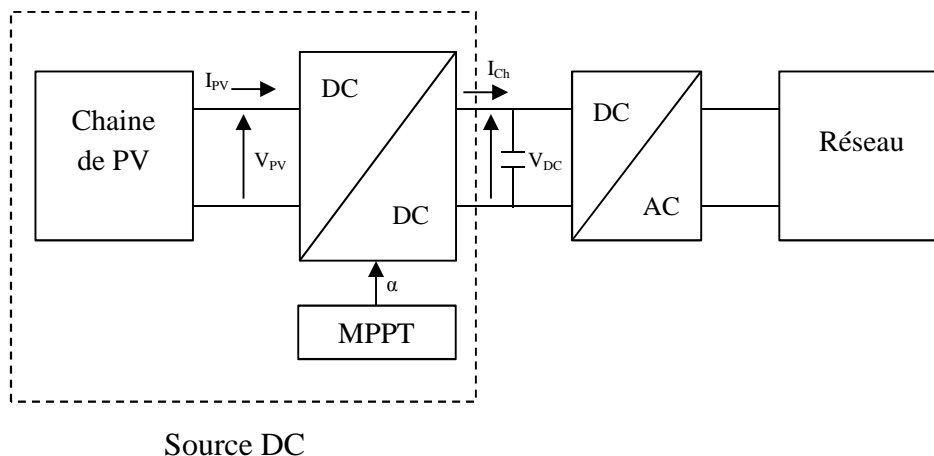 Chaine
de PV
I_PV
V_PV
DC
DC
α
MPPT
I_Ch
V_DC
DC
AC
Réseau
Source DC